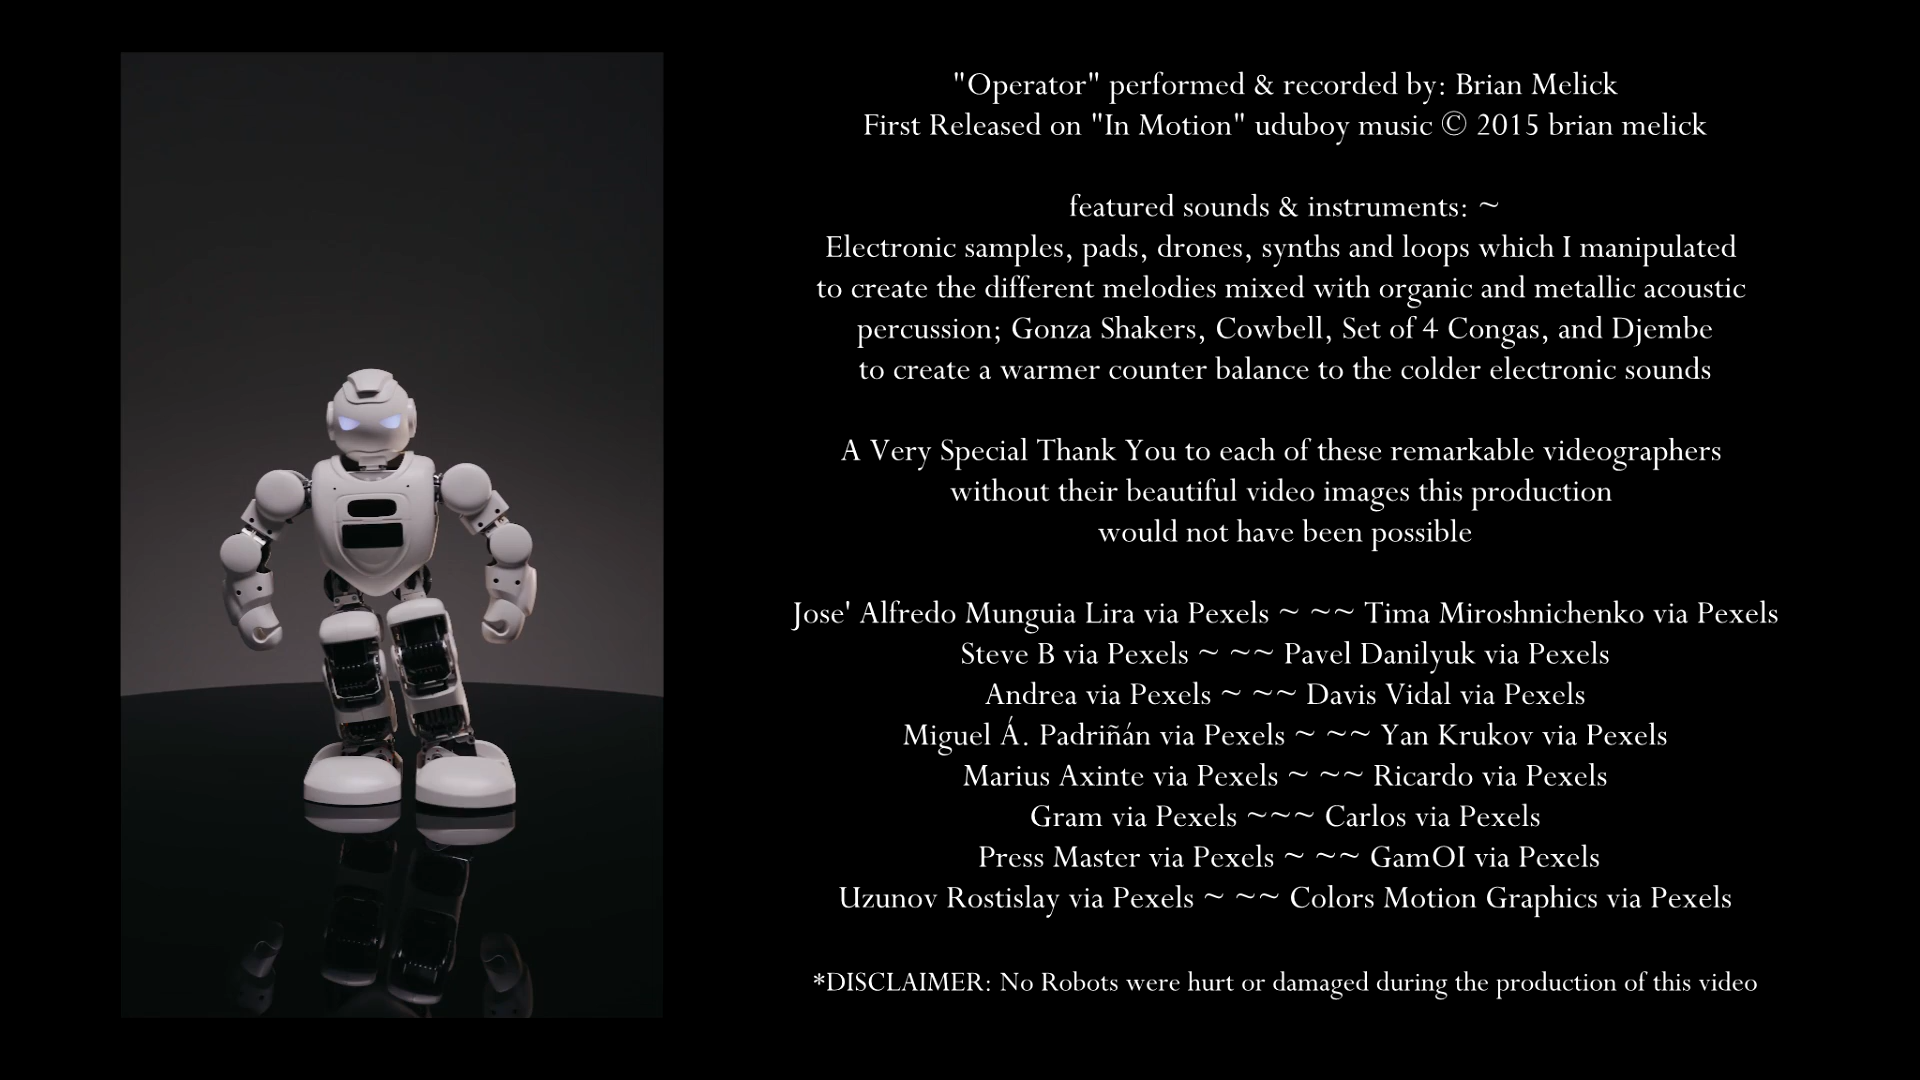 "Operator" performed & recorded by: Brian Melick
First Released on "In Motion" uduboy music © 2015 brian melick
featured sounds & instruments: ~
Electronic samples, pads, drones, synths and loops which I manipulated
to create the different melodies mixed with organic and metallic acoustic
percussion; Gonza Shakers, Cowbell, Set of 4 Congas, and Djembe
to create a warmer counter balance to the colder electronic sounds
A Very Special Thank You to each of these remarkable videographers
without their beautiful video images this production
would not have been possible
Jose' Alfredo Munguia Lira via Pexels ~ ~~ Tima Miroshnichenko via Pexels
Steve B via Pexels ~ ~~ Pavel Danilyuk via Pexels
Andrea via Pexels ~ ~~ Davis Vidal via Pexels
Miguel Á. Padriñán via Pexels ~ ~~ Yan Krukov via Pexels
Marius Axinte via Pexels ~ ~~ Ricardo via Pexels
Gram via Pexels ~~~ Carlos via Pexels
Press Master via Pexels ~ ~~ GamOI via Pexels
Uzunov Rostislay via Pexels ~ ~~ Colors Motion Graphics via Pexels
*DISCLAIMER: No Robots were hurt or damaged during the production of this video